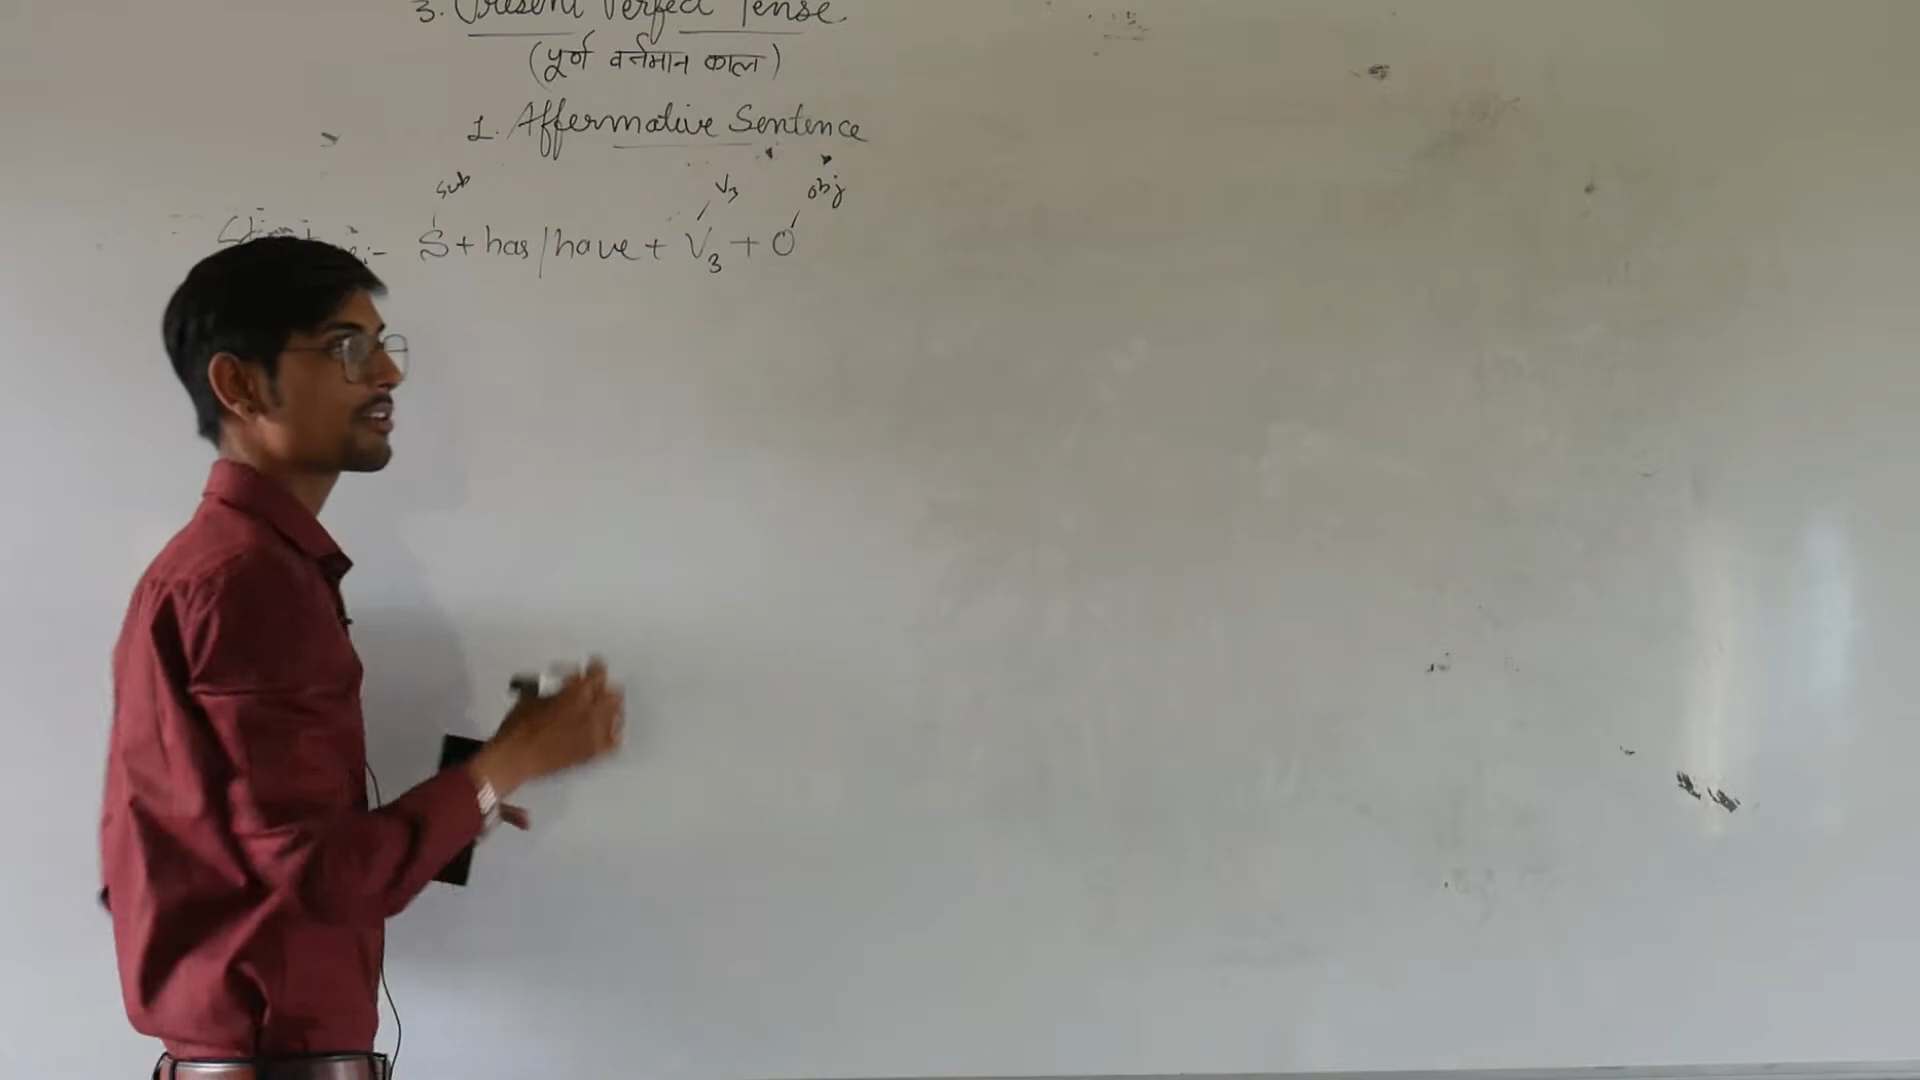 3. Present Perfect Tense
(पूर्ण वर्तमान काल)
1. Affermative Sentence
sub V3 obj
:- S + has/have + V3 + O